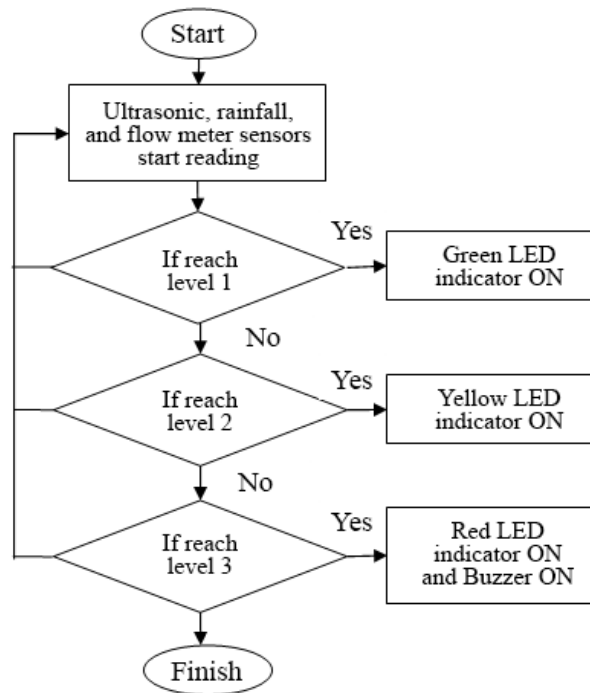 Start
Ultrasonic, rainfall,
and flow meter sensors
start reading
If reach
level 1
Yes
Green LED
indicator ON
No
If reach
level 2
Yes
Yellow LED
indicator ON
No
If reach
level 3
Yes
Red LED
indicator ON
and Buzzer ON
Finish